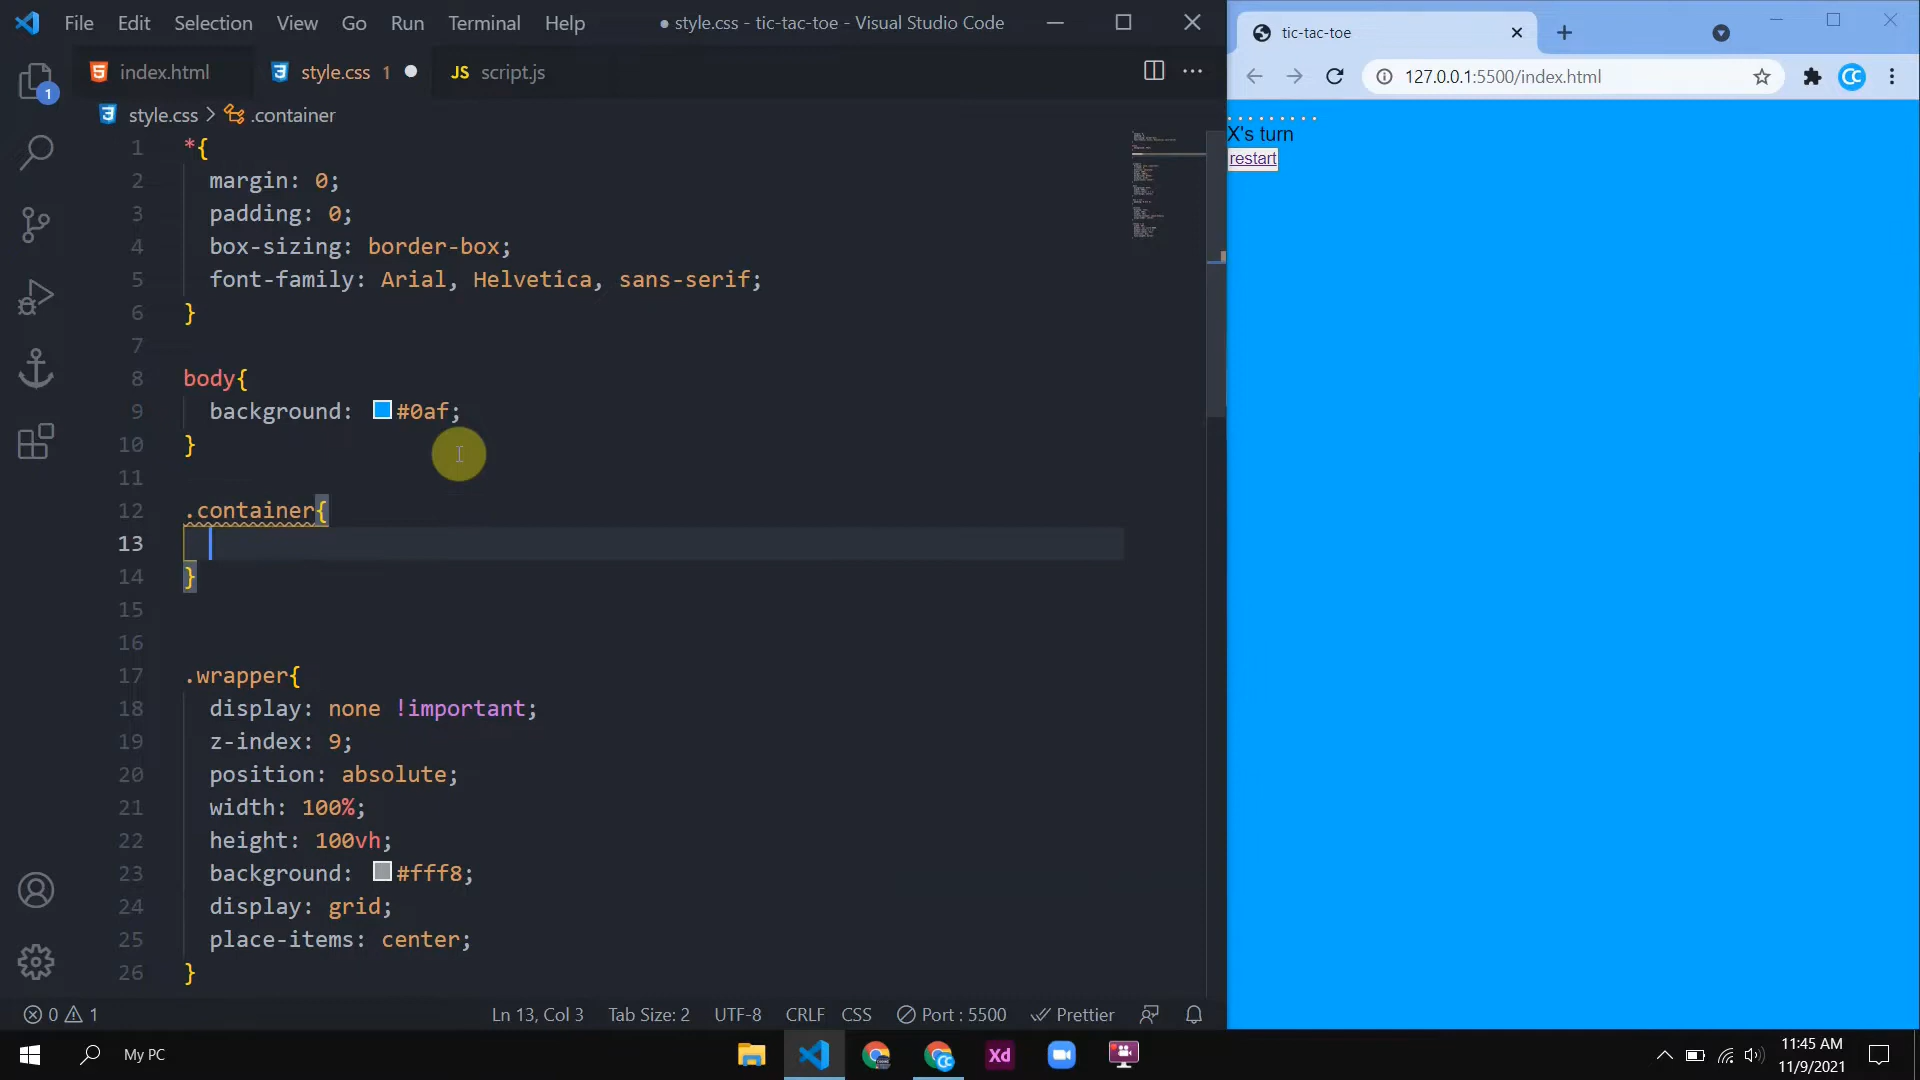 File Edit Selection View Go Run Terminal Help ● style.css - tic-tac-toe - Visual Studio Code
tic-tac-toe
index.html style.css 1 JS script.js
127.0.0.1:5500/index.html
CC
1
style.css > .container
1 *{
2 margin: 0;
3 padding: 0;
4 box-sizing: border-box;
5 font-family: Arial, Helvetica, sans-serif;
6 }
7
8 body{
9 background: #0af;
10 }
11
12 .container{
13
14 }
15
16
17 .wrapper{
18 display: none !important;
19 z-index: 9;
20 position: absolute;
21 width: 100%;
22 height: 100vh;
23 background: #fff8;
24 display: grid;
25 place-items: center;
26 }
X's turn
restart
0 1 Ln 13, Col 3 Tab Size: 2 UTF-8 CRLF CSS Port : 5500 Prettier
My PC
Xd
11:45 AM
11/9/2021